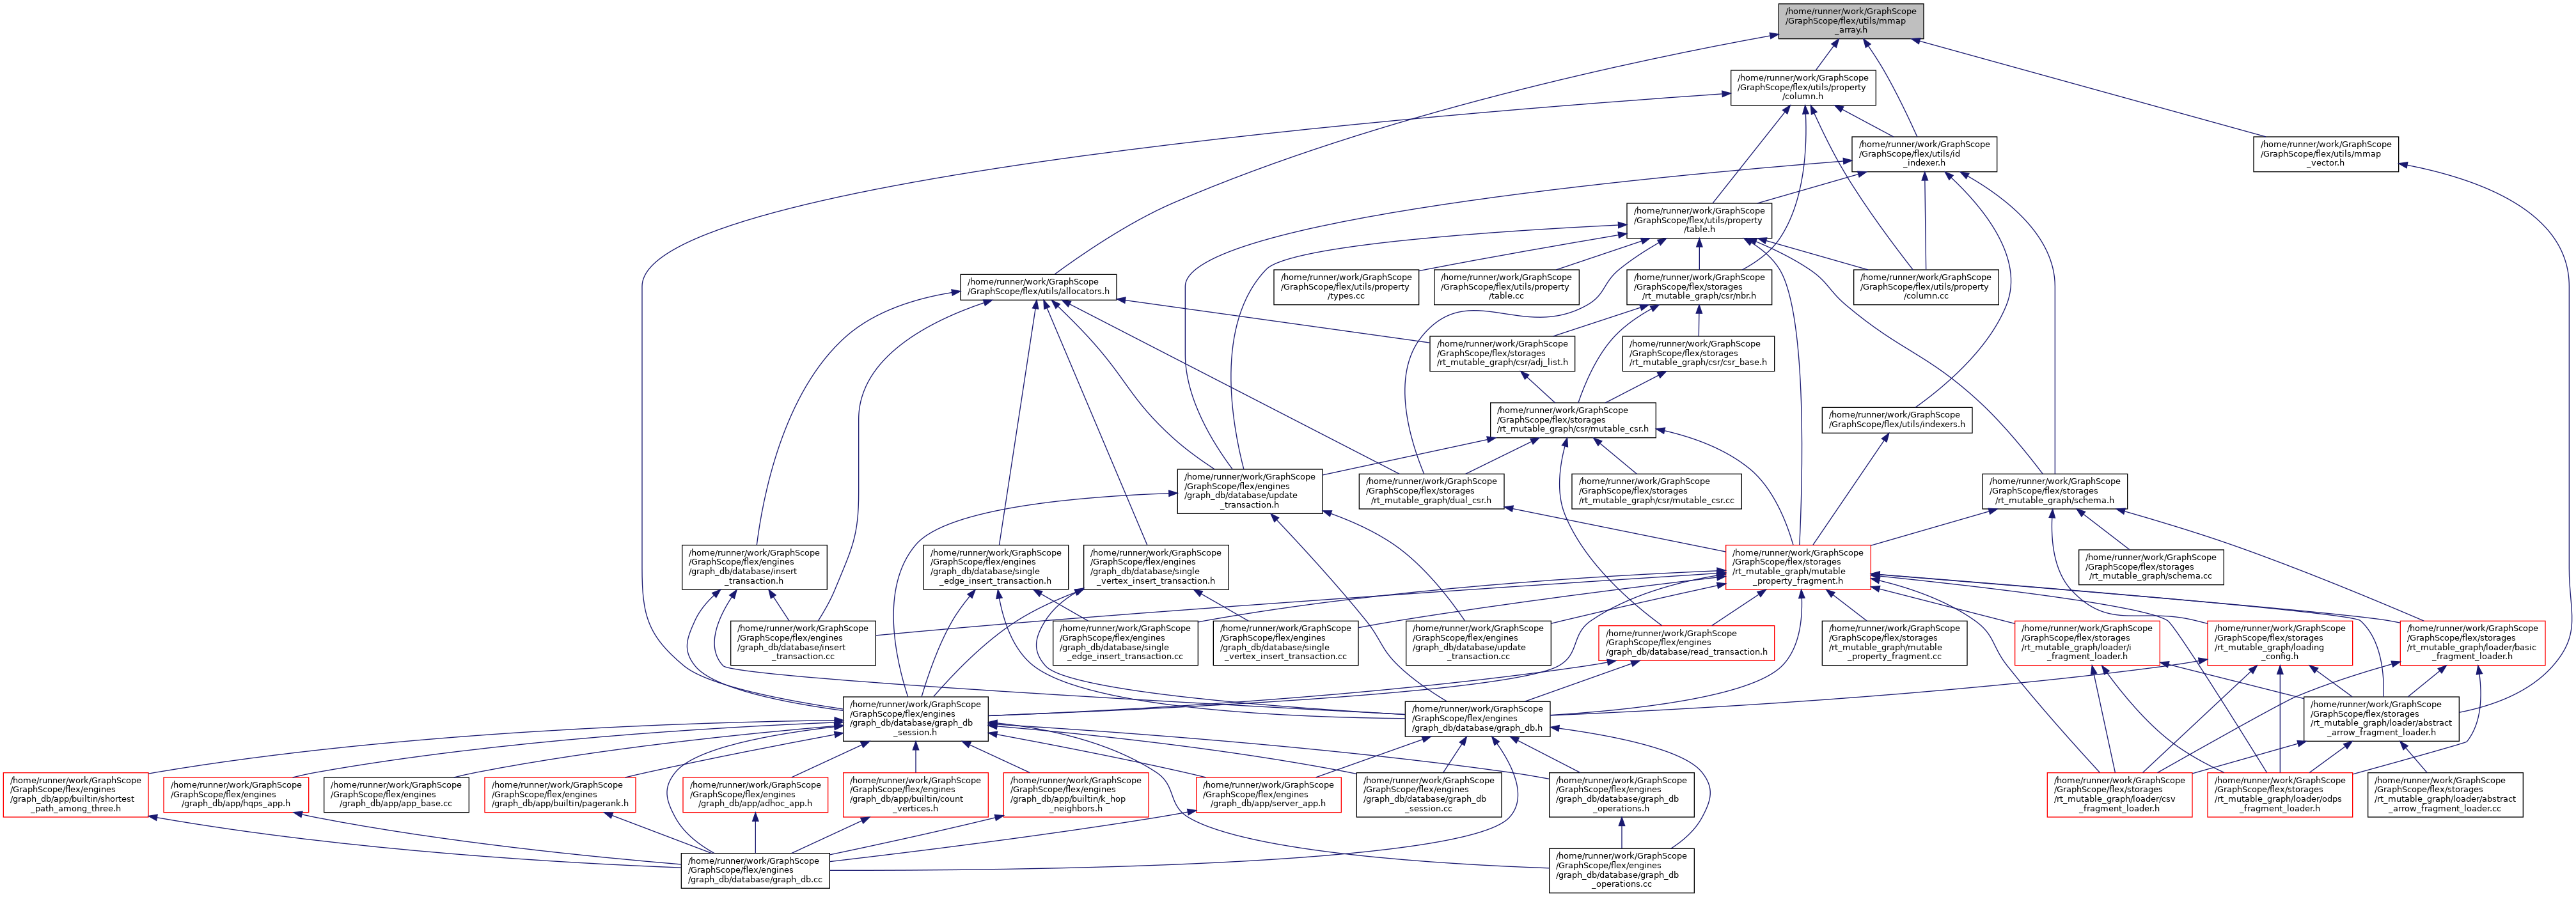 /home/runner/work/GraphScope
/GraphScope/flex/utils/mmap
_array.h
/home/runner/work/GraphScope
/GraphScope/flex/utils/property
/column.h
/home/runner/work/GraphScope
/GraphScope/flex/utils/id
_indexer.h
/home/runner/work/GraphScope
/GraphScope/flex/utils/mmap
_vector.h
/home/runner/work/GraphScope
/GraphScope/flex/utils/property
/table.h
/home/runner/work/GraphScope
/GraphScope/flex/utils/allocators.h
/home/runner/work/GraphScope
/GraphScope/flex/utils/property
/types.cc
/home/runner/work/GraphScope
/GraphScope/flex/utils/property
/table.cc
/home/runner/work/GraphScope
/GraphScope/flex/storages
/rt_mutable_graph/csr/nbr.h
/home/runner/work/GraphScope
/GraphScope/flex/utils/property
/column.cc
/home/runner/work/GraphScope
/GraphScope/flex/storages
/rt_mutable_graph/csr/adj_list.h
/home/runner/work/GraphScope
/GraphScope/flex/storages
/rt_mutable_graph/csr/csr_base.h
/home/runner/work/GraphScope
/GraphScope/flex/storages
/rt_mutable_graph/csr/mutable_csr.h
/home/runner/work/GraphScope
/GraphScope/flex/utils/indexers.h
/home/runner/work/GraphScope
/GraphScope/flex/engines
/graph_db/database/update
_transaction.h
/home/runner/work/GraphScope
/GraphScope/flex/storages
/rt_mutable_graph/dual_csr.h
/home/runner/work/GraphScope
/GraphScope/flex/storages
/rt_mutable_graph/csr/mutable_csr.cc
/home/runner/work/GraphScope
/GraphScope/flex/storages
/rt_mutable_graph/schema.h
/home/runner/work/GraphScope
/GraphScope/flex/engines
/graph_db/database/insert
_transaction.h
/home/runner/work/GraphScope
/GraphScope/flex/engines
/graph_db/database/single
_edge_insert_transaction.h
/home/runner/work/GraphScope
/GraphScope/flex/engines
/graph_db/database/single
_vertex_insert_transaction.h
/home/runner/work/GraphScope
/GraphScope/flex/storages
/rt_mutable_graph/mutable
_property_fragment.h
/home/runner/work/GraphScope
/GraphScope/flex/storages
/rt_mutable_graph/schema.cc
/home/runner/work/GraphScope
/GraphScope/flex/engines
/graph_db/database/insert
_transaction.cc
/home/runner/work/GraphScope
/GraphScope/flex/engines
/graph_db/database/single
_edge_insert_transaction.cc
/home/runner/work/GraphScope
/GraphScope/flex/engines
/graph_db/database/single
_vertex_insert_transaction.cc
/home/runner/work/GraphScope
/GraphScope/flex/engines
/graph_db/database/update
_transaction.cc
/home/runner/work/GraphScope
/GraphScope/flex/engines
/graph_db/database/read_transaction.h
/home/runner/work/GraphScope
/GraphScope/flex/storages
/rt_mutable_graph/mutable
_property_fragment.cc
/home/runner/work/GraphScope
/GraphScope/flex/storages
/rt_mutable_graph/loader/i
_fragment_loader.h
/home/runner/work/GraphScope
/GraphScope/flex/storages
/rt_mutable_graph/loading
_config.h
/home/runner/work/GraphScope
/GraphScope/flex/storages
/rt_mutable_graph/loader/basic
_fragment_loader.h
/home/runner/work/GraphScope
/GraphScope/flex/engines
/graph_db/database/graph_db
_session.h
/home/runner/work/GraphScope
/GraphScope/flex/engines
/graph_db/database/graph_db.h
/home/runner/work/GraphScope
/GraphScope/flex/storages
/rt_mutable_graph/loader/abstract
_arrow_fragment_loader.h
/home/runner/work/GraphScope
/GraphScope/flex/engines
/graph_db/app/builtin/shortest
_path_among_three.h
/home/runner/work/GraphScope
/GraphScope/flex/engines
/graph_db/app/hqps_app.h
/home/runner/work/GraphScope
/GraphScope/flex/engines
/graph_db/app/app_base.cc
/home/runner/work/GraphScope
/GraphScope/flex/engines
/graph_db/app/builtin/pagerank.h
/home/runner/work/GraphScope
/GraphScope/flex/engines
/graph_db/app/adhoc_app.h
/home/runner/work/GraphScope
/GraphScope/flex/engines
/graph_db/app/builtin/count
_vertices.h
/home/runner/work/GraphScope
/GraphScope/flex/engines
/graph_db/app/builtin/k_hop
_neighbors.h
/home/runner/work/GraphScope
/GraphScope/flex/engines
/graph_db/app/server_app.h
/home/runner/work/GraphScope
/GraphScope/flex/engines
/graph_db/database/graph_db
_session.cc
/home/runner/work/GraphScope
/GraphScope/flex/engines
/graph_db/database/graph_db
_operations.h
/home/runner/work/GraphScope
/GraphScope/flex/storages
/rt_mutable_graph/loader/csv
_fragment_loader.h
/home/runner/work/GraphScope
/GraphScope/flex/storages
/rt_mutable_graph/loader/odps
_fragment_loader.h
/home/runner/work/GraphScope
/GraphScope/flex/storages
/rt_mutable_graph/loader/abstract
_arrow_fragment_loader.cc
/home/runner/work/GraphScope
/GraphScope/flex/engines
/graph_db/database/graph_db.cc
/home/runner/work/GraphScope
/GraphScope/flex/engines
/graph_db/database/graph_db
_operations.cc